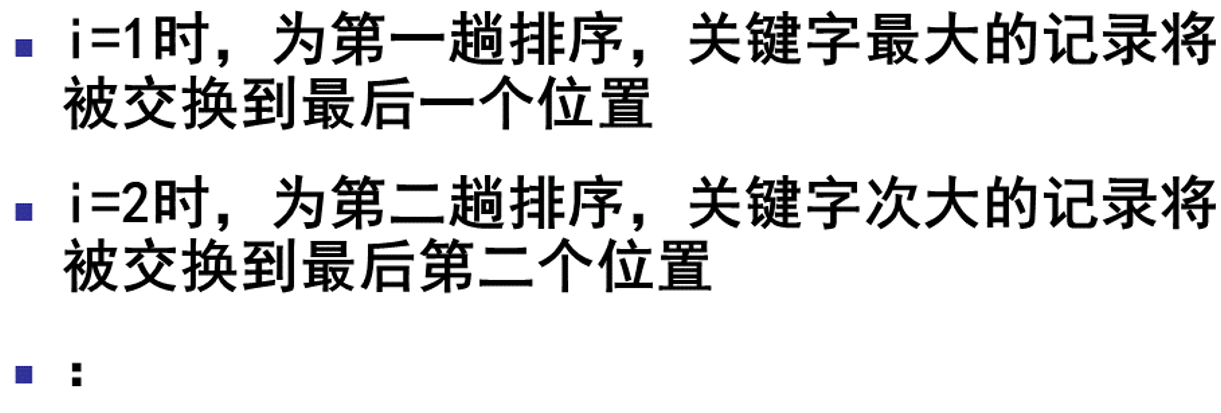 i=1时，为第一趟排序，关键字最大的记录将
被交换到最后一个位置
i=2时，为第二趟排序，关键字次大的记录将
被交换到最后第二个位置
：